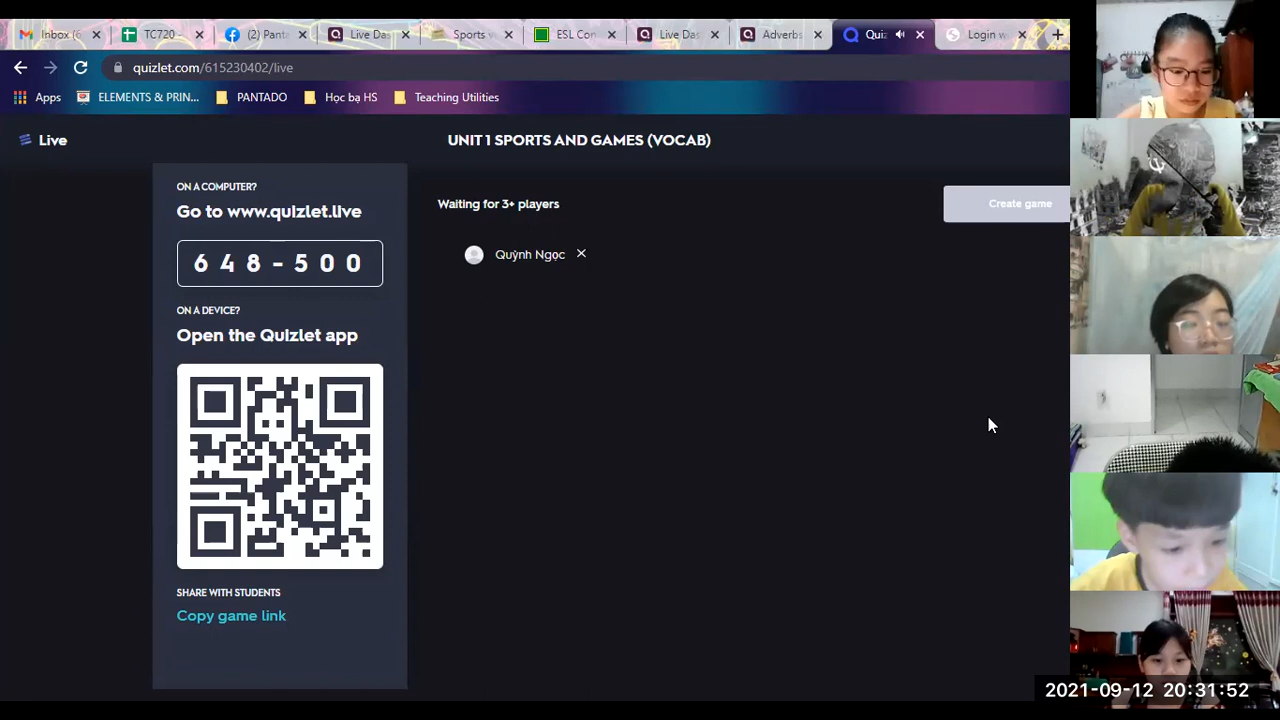 Inbox (6
TC720
(2) Pant
Live Das
Sports v
ESL Con
Live Das
Adverbs
Quiz
Login w
quizlet.com/615230402/live
Apps
ELEMENTS & PRIN...
PANTADO
Học bạ HS
Teaching Utilities
Live
UNIT 1 SPORTS AND GAMES (VOCAB)
ON A COMPUTER?
Go to www.quizlet.live
648-500
ON A DEVICE?
Open the Quizlet app
SHARE WITH STUDENTS
Copy game link
Waiting for 3+ players
Create game
Quỳnh Ngọc
2021-09-12 20:31:52